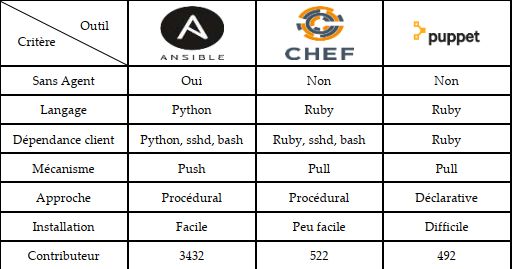 Outil
Critère
A
ANSIBLE
CHEF
puppet
Sans Agent Oui Non Non
Langage Python Ruby Ruby
Dépendance client Python, sshd, bash Ruby, sshd, bash Ruby
Mécanisme Push Pull Pull
Approche Procédural Procédural Déclarative
Installation Facile Peu facile Difficile
Contributeur 3432 522 492